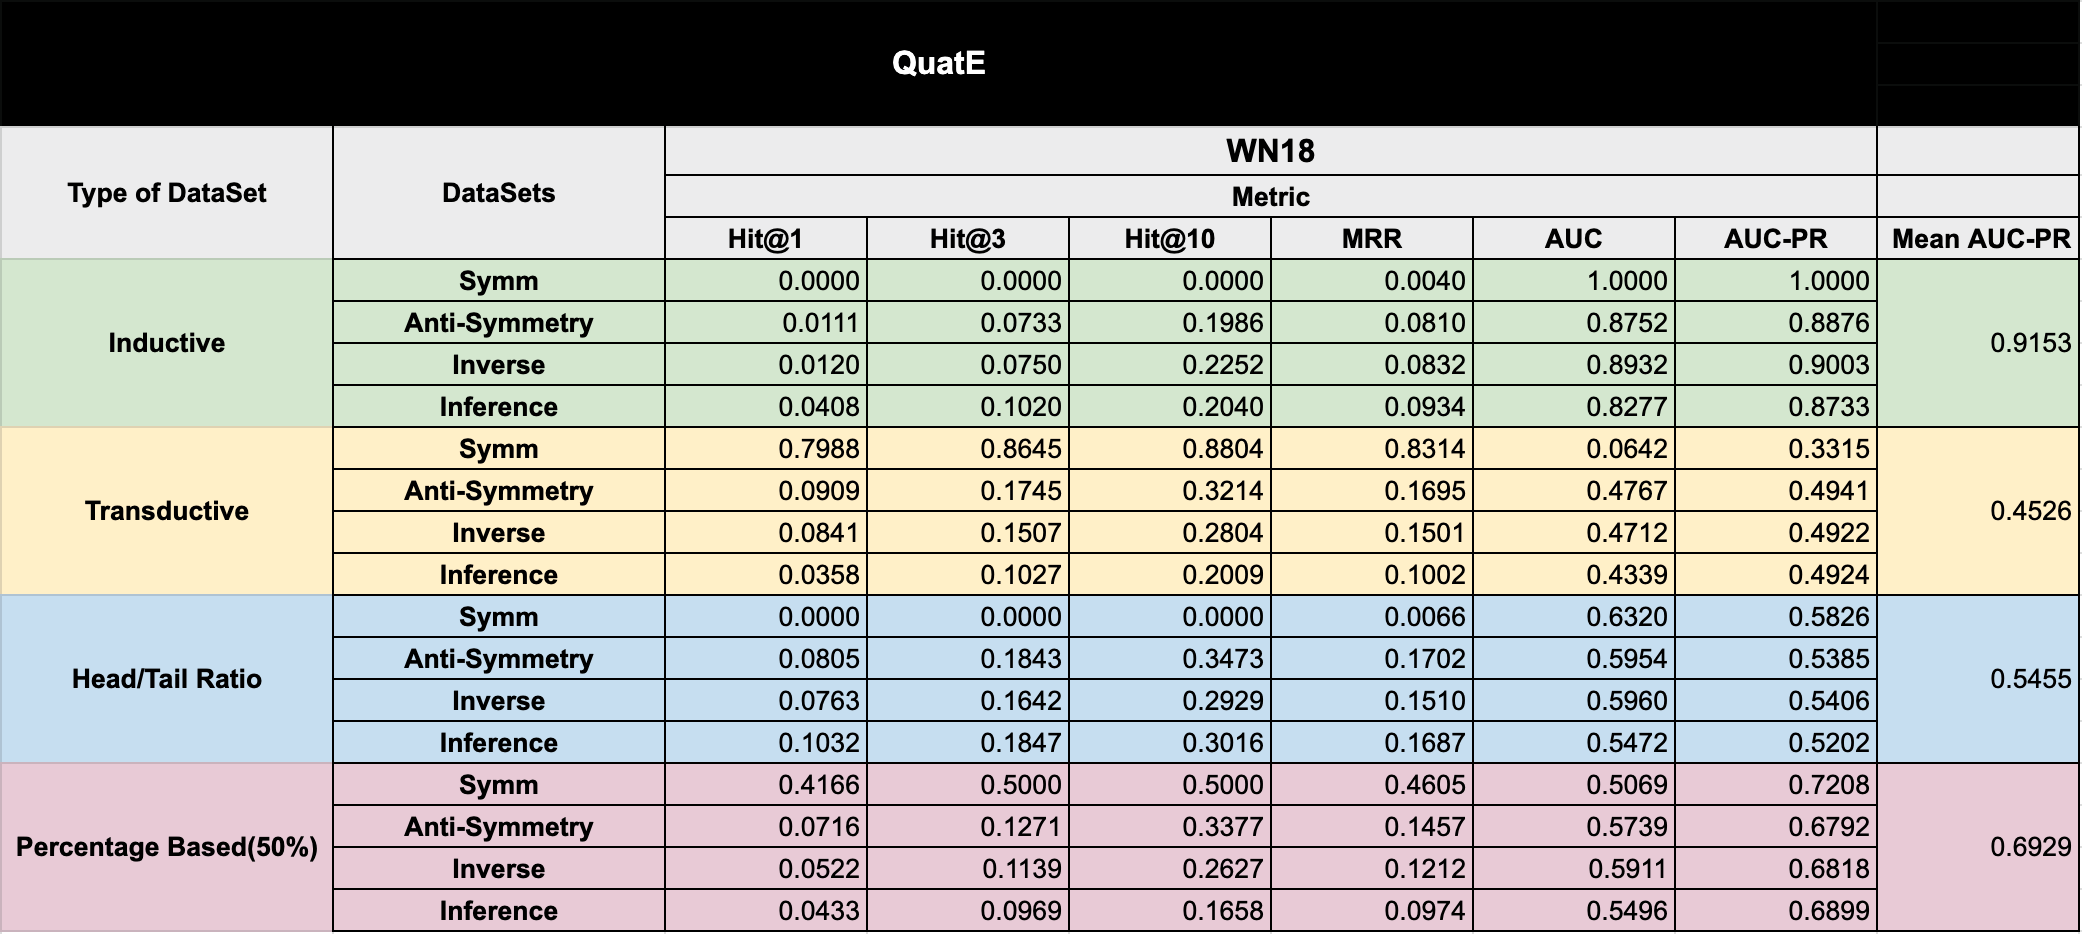 QuatE
Type of DataSet DataSets WN18
Metric
Hit@1 Hit@3 Hit@10 MRR AUC AUC-PR Mean AUC-PR
Inductive Symm 0.0000 0.0000 0.0000 0.0040 1.0000 1.0000 0.9153
Anti-Symmetry 0.0111 0.0733 0.1986 0.0810 0.8752 0.8876
Inverse 0.0120 0.0750 0.2252 0.0832 0.8932 0.9003
Inference 0.0408 0.1020 0.2040 0.0934 0.8277 0.8733
Transductive Symm 0.7988 0.8645 0.8804 0.8314 0.0642 0.3315 0.4526
Anti-Symmetry 0.0909 0.1745 0.3214 0.1695 0.4767 0.4941
Inverse 0.0841 0.1507 0.2804 0.1501 0.4712 0.4922
Inference 0.0358 0.1027 0.2009 0.1002 0.4339 0.4924
Head/Tail Ratio Symm 0.0000 0.0000 0.0000 0.0066 0.6320 0.5826 0.5455
Anti-Symmetry 0.0805 0.1843 0.3473 0.1702 0.5954 0.5385
Inverse 0.0763 0.1642 0.2929 0.1510 0.5960 0.5406
Inference 0.1032 0.1847 0.3016 0.1687 0.5472 0.5202
Percentage Based(50%) Symm 0.4166 0.5000 0.5000 0.4605 0.5069 0.7208 0.6929
Anti-Symmetry 0.0716 0.1271 0.3377 0.1457 0.5739 0.6792
Inverse 0.0522 0.1139 0.2627 0.1212 0.5911 0.6818
Inference 0.0433 0.0969 0.1658 0.0974 0.5496 0.6899